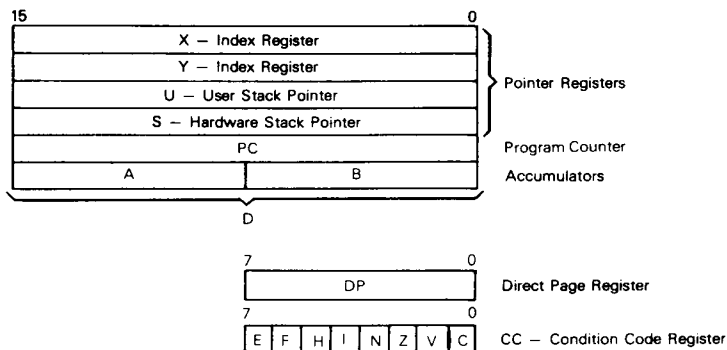 15 0
X – Index Register
Y – Index Register
U – User Stack Pointer
S – Hardware Stack Pointer
Pointer Registers
PC Program Counter
A B Accumulators
D
7 0
DP Direct Page Register
7 0
E F H I N Z V C CC – Condition Code Register